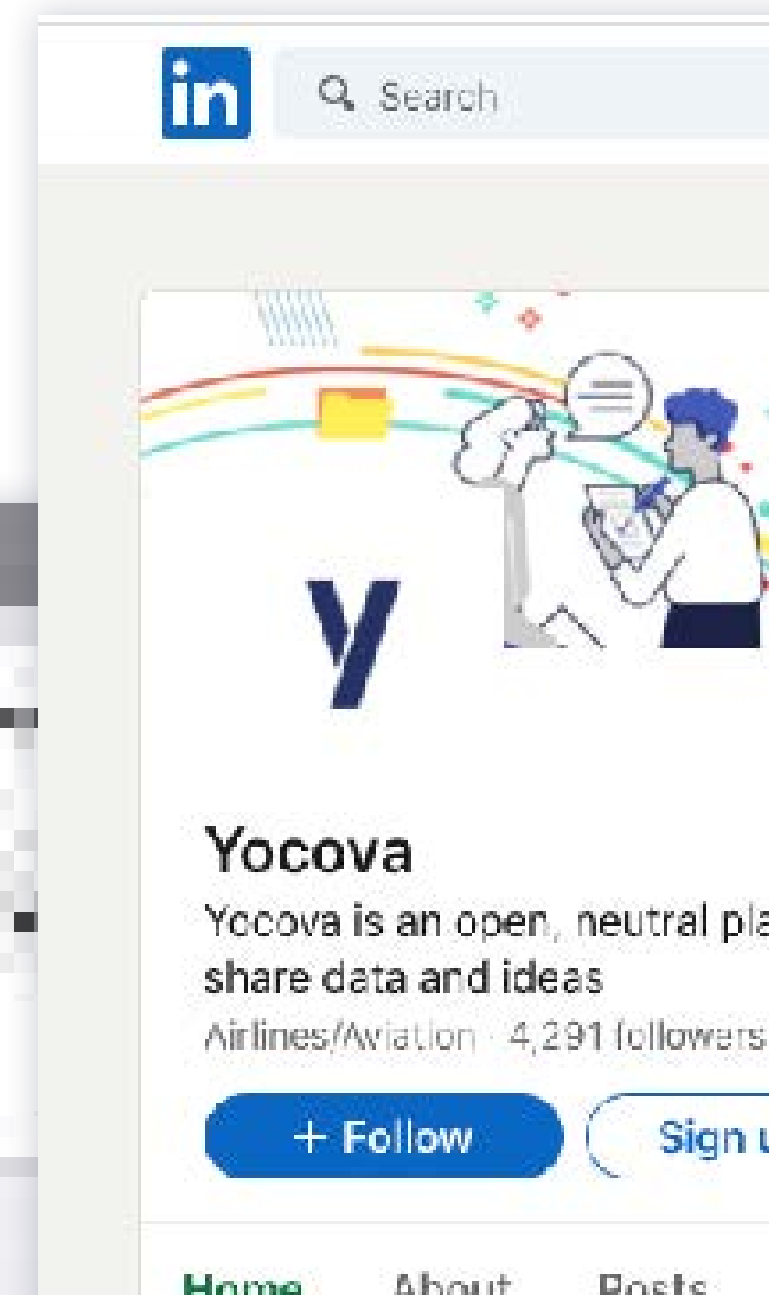 in Search
y
Yocova
Yocova is an open, neutral pla
share data and ideas
Airlines/Aviation · 4,291 followers
+ Follow Sign u
Home About Posts